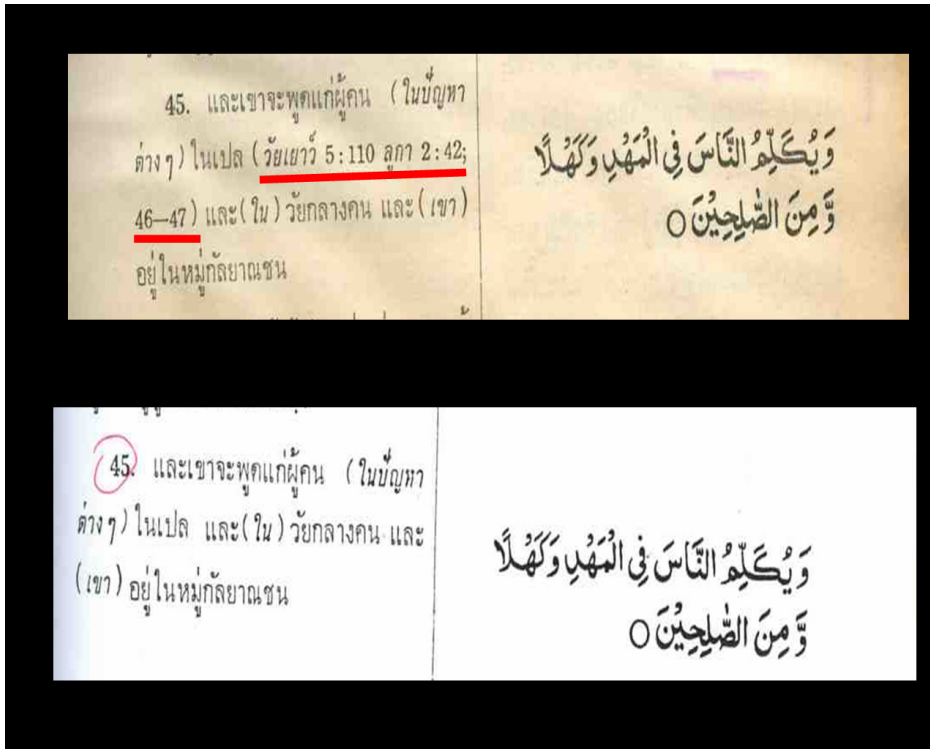 45. และเขาจะพูดแก่ผู้คน (ในปัญหา
ต่างๆ) ในเปล (วัยเยาว์ 5:110 ลูกา 2:42;
46—47) และ(ใน) วัยกลางคน และ(เขา)
อยู่ในหมู่กัลยาณชน
وَيُكَلِّمُ النَّاسَ فِي الْمَهْدِ وَكَهْلًا
وَّ مِنَ الصّٰلِحِيْنَ ○
45. และเขาจะพูดแก่ผู้คน (ในปัญหา
ต่างๆ) ในเปล และ(ใน) วัยกลางคน และ
(เขา) อยู่ในหมู่กัลยาณชน
وَيُكَلِّمُ النَّاسَ فِي الْمَهْدِ وَكَهْلًا
وَّ مِنَ الصّٰلِحِيْنَ ○